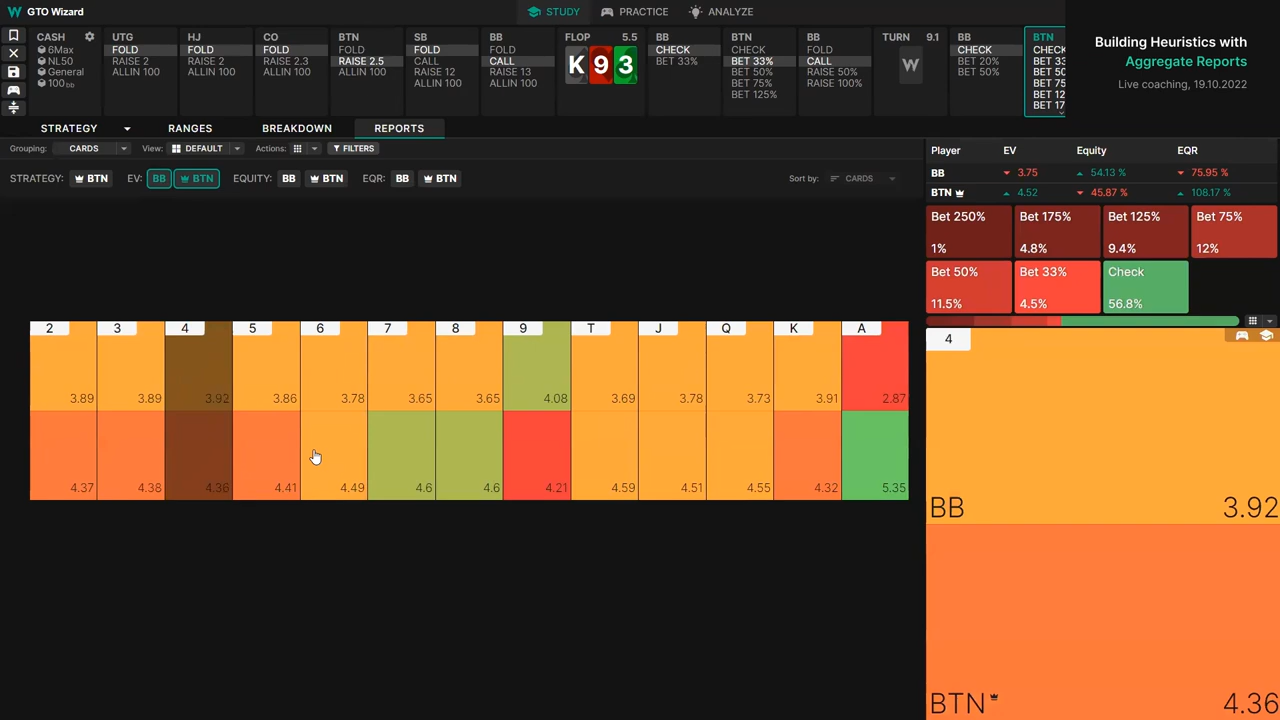 GTO Wizard
STUDY PRACTICE ANALYZE
Building Heuristics with
Aggregate Reports
Live coaching, 19.10.2022
CASH
6Max
NL50
General
100 bb
UTG
FOLD
RAISE 2
ALLIN 100
HJ
FOLD
RAISE 2
ALLIN 100
CO
FOLD
RAISE 2.3
ALLIN 100
BTN
FOLD
RAISE 2.5
ALLIN 100
SB
FOLD
CALL
RAISE 12
ALLIN 100
BB
FOLD
CALL
RAISE 13
ALLIN 100
FLOP 5.5
K 9 3
BB
CHECK
BET 33%
BTN
CHECK
BET 33%
BET 50%
BET 75%
BET 125%
BB
FOLD
CALL
RAISE 50%
RAISE 100%
TURN 9.1
W
BB
CHECK
BET 20%
BET 50%
BTN
CHECK
BET 33
BET 50
BET 75
BET 12
BET 17
STRATEGY RANGES BREAKDOWN REPORTS
Grouping: CARDS View: DEFAULT Actions: FILTERS
STRATEGY: BTN EV: BB BTN EQUITY: BB BTN EQR: BB BTN Sort by: CARDS
2 3 4 5 6 7 8 9 T J Q K A
3.89 3.89 3.92 3.86 3.78 3.65 3.65 4.08 3.69 3.78 3.73 3.91 2.87
4.37 4.38 4.36 4.41 4.49 4.6 4.6 4.21 4.59 4.51 4.55 4.32 5.35
Player EV Equity EQR
BB 3.75 54.13 % 75.95 %
BTN 4.52 45.87 % 108.17 %
Bet 250% Bet 175% Bet 125% Bet 75%
1% 4.8% 9.4% 12%
Bet 50% Bet 33% Check
11.5% 4.5% 56.8%
4
BB 3.92
BTN 4.36